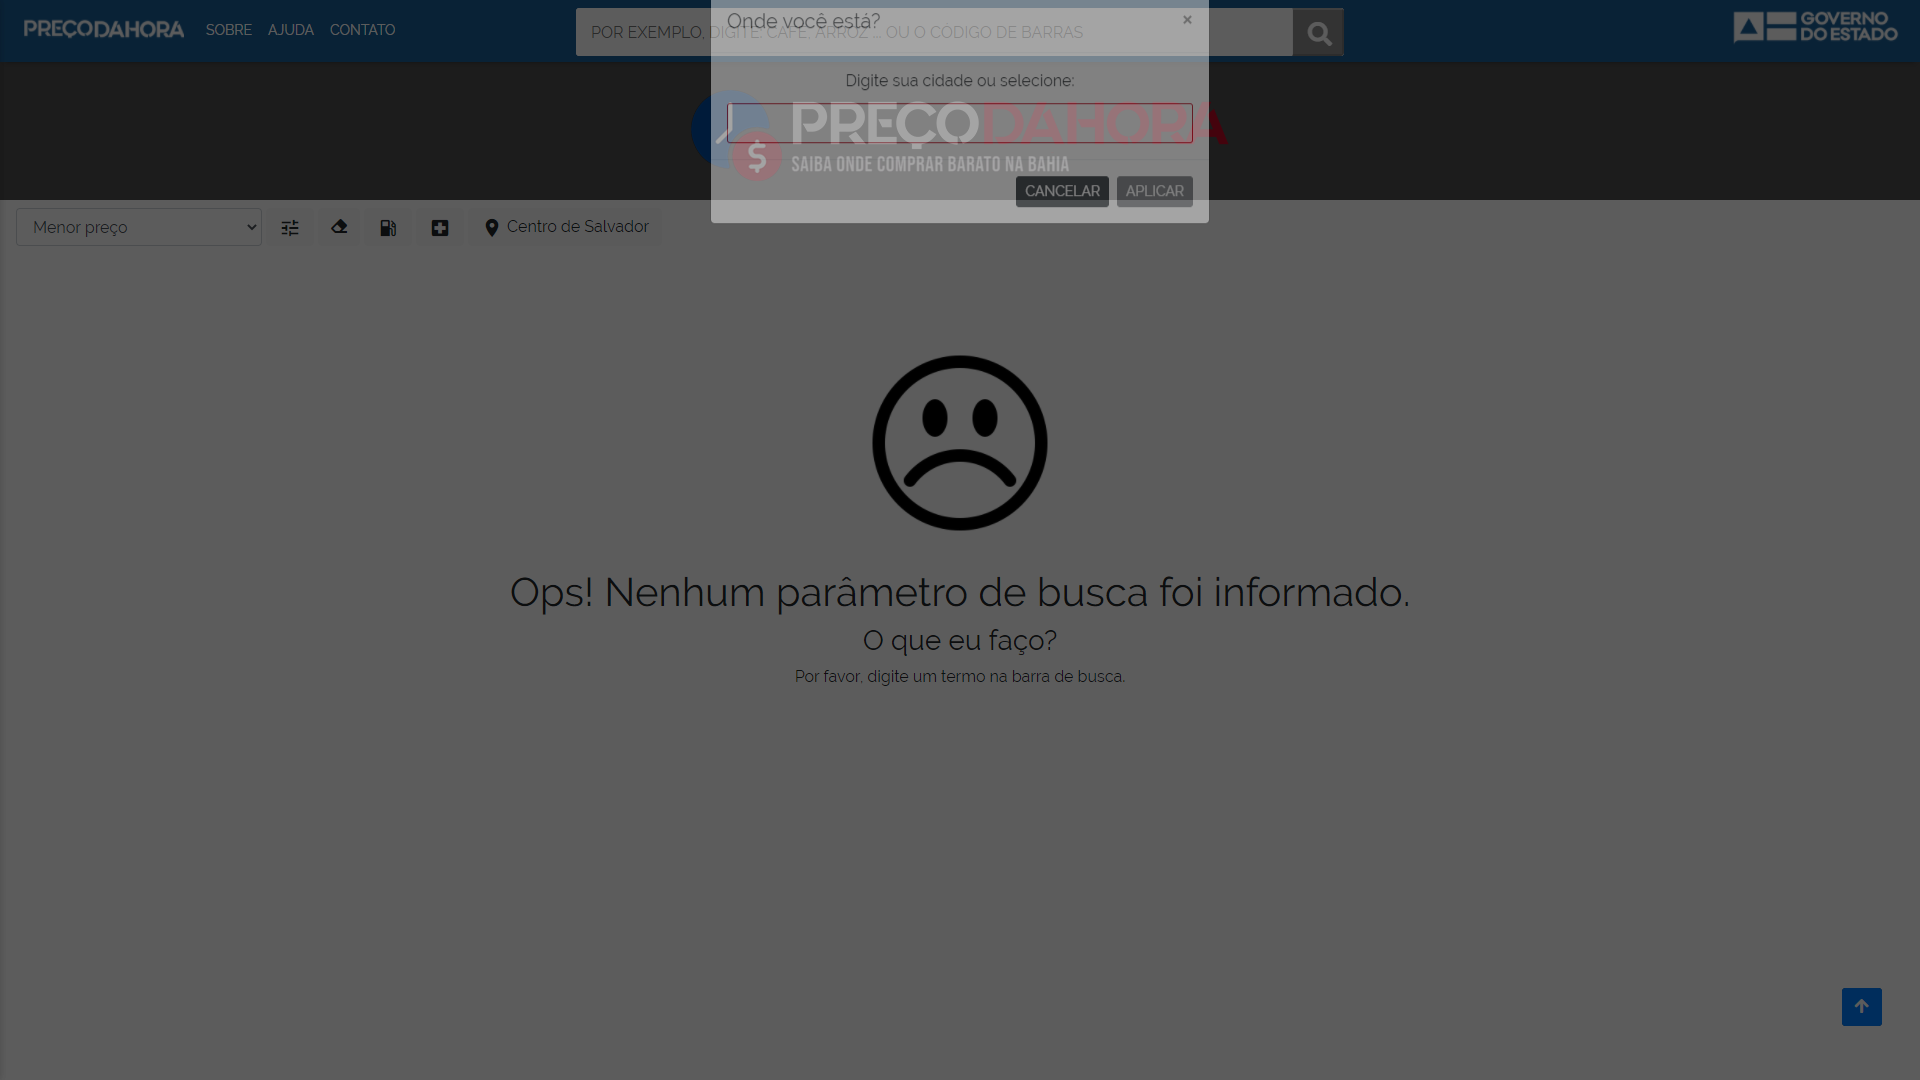 PREÇODAHORA SOBRE AJUDA CONTATO
POR EXEMPLO, DIGITE: CAFÉ, ARROZ ... OU O CÓDIGO DE BARRAS
GOVERNO
DO ESTADO
Onde você está? ×
Digite sua cidade ou selecione:
PREÇODAHORA
SAIBA ONDE COMPRAR BARATO NA BAHIA
CANCELAR APLICAR
Menor preço Centro de Salvador
Ops! Nenhum parâmetro de busca foi informado.
O que eu faço?
Por favor, digite um termo na barra de busca.